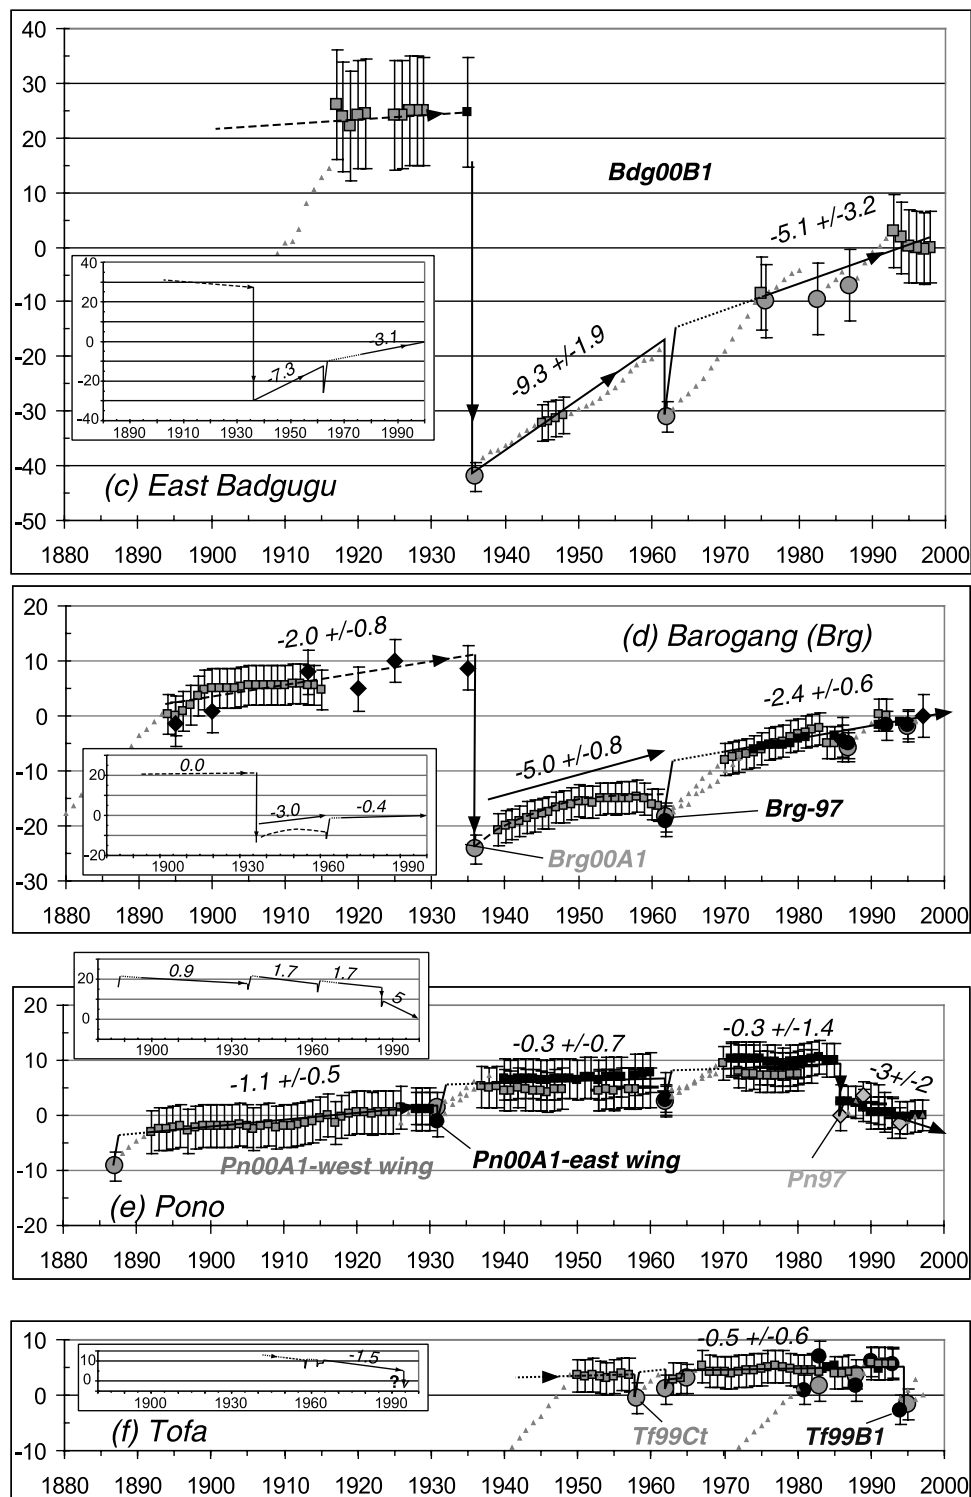 40
30
20
10
0
-10
-20
-30
-40
-50
1880 1890 1900 1910 1920 1930 1940 1950 1960 1970 1980 1990 2000
Bdg00B1
-5.1 +/-3.2
-9.3 +/-1.9
40
20
0
-20
-40
-3.1
-7.3
1890 1910 1930 1950 1970 1990
(c) East Badgugu
20
10
0
-10
-20
-30
1880 1890 1900 1910 1920 1930 1940 1950 1960 1970 1980 1990 2000
-2.0 +/-0.8
(d) Barogang (Brg)
-2.4 +/-0.6
-5.0 +/-0.8
Brg-97
Brg00A1
20
0
-20
0.0
-3.0
-0.4
1900 1930 1960 1990
20
0
0.9
1.7
1.7
5
1900 1930 1960 1990
20
10
0
-10
-20
1880 1890 1900 1910 1920 1930 1940 1950 1960 1970 1980 1990 2000
-1.1 +/-0.5
-0.3 +/-0.7
-0.3 +/-1.4
-3+/-2
Pn00A1-west wing
Pn00A1-east wing
Pn97
(e) Pono
10
0
-10
1880 1890 1900 1910 1920 1930 1940 1950 1960 1970 1980 1990 2000
-0.5 +/-0.6
10
0
-1.5
?
1900 1930 1960 1990
(f) Tofa
Tf99Ct
Tf99B1